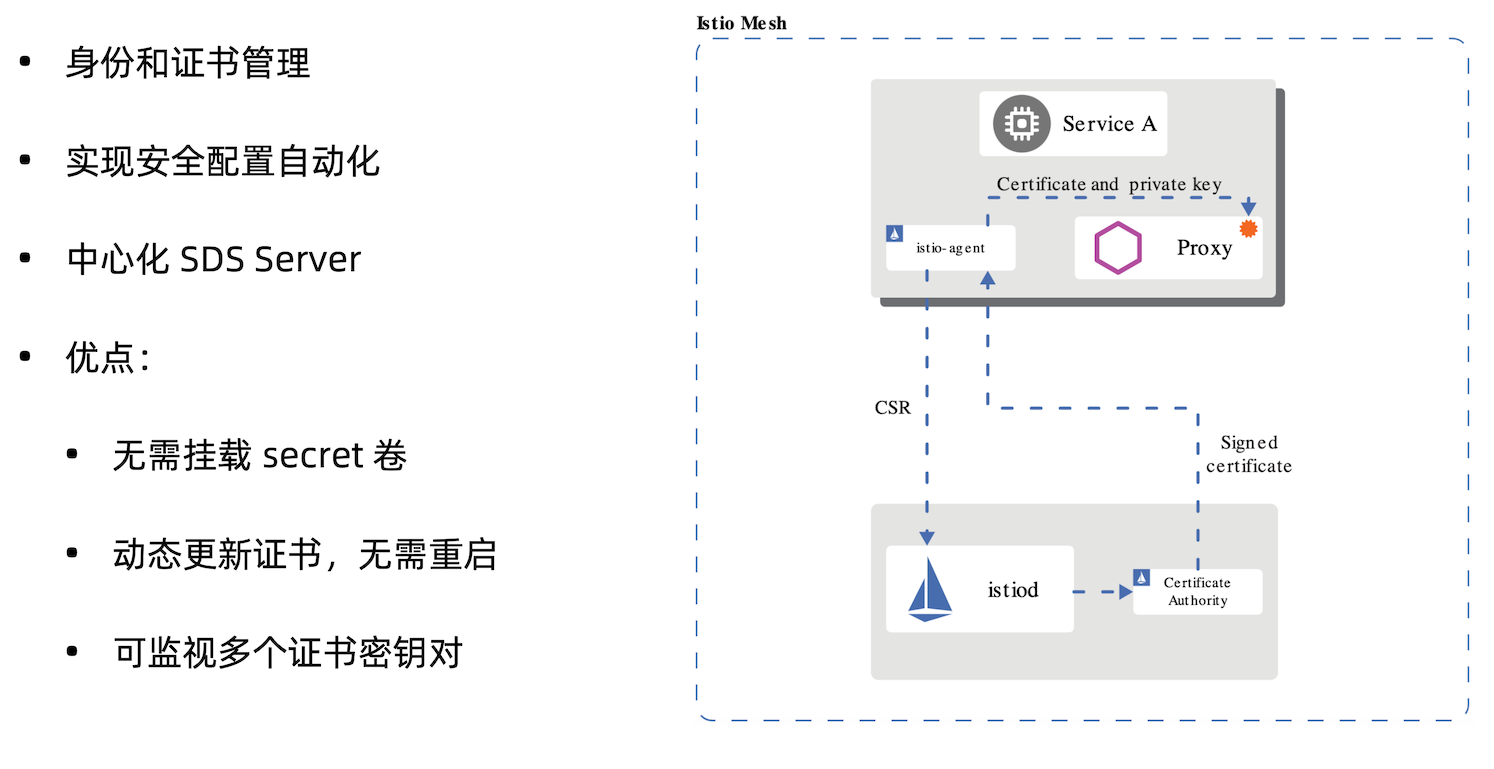 身份和证书管理
实现安全配置自动化
中心化 SDS Server
优点：
无需挂载 secret 卷
动态更新证书，无需重启
可监视多个证书密钥对
Istio Mesh
Service A
Certificate and private key
istio-agent
Proxy
CSR
Signed
certificate
istiod
Certificate
Authority